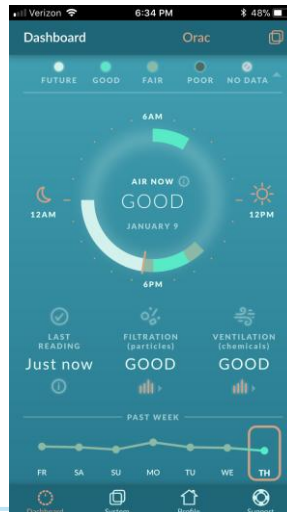 Verizon 6:34 PM 48%
Dashboard Orac
FUTURE GOOD FAIR POOR NO DATA
6AM
AIR NOW
GOOD
JANUARY 9
12AM 12PM
6PM
LAST READING FILTRATION (particles) VENTILATION (chemicals)
Just now GOOD GOOD
PAST WEEK
FR SA SU MO TU WE TH
Dashboard System Profile Support